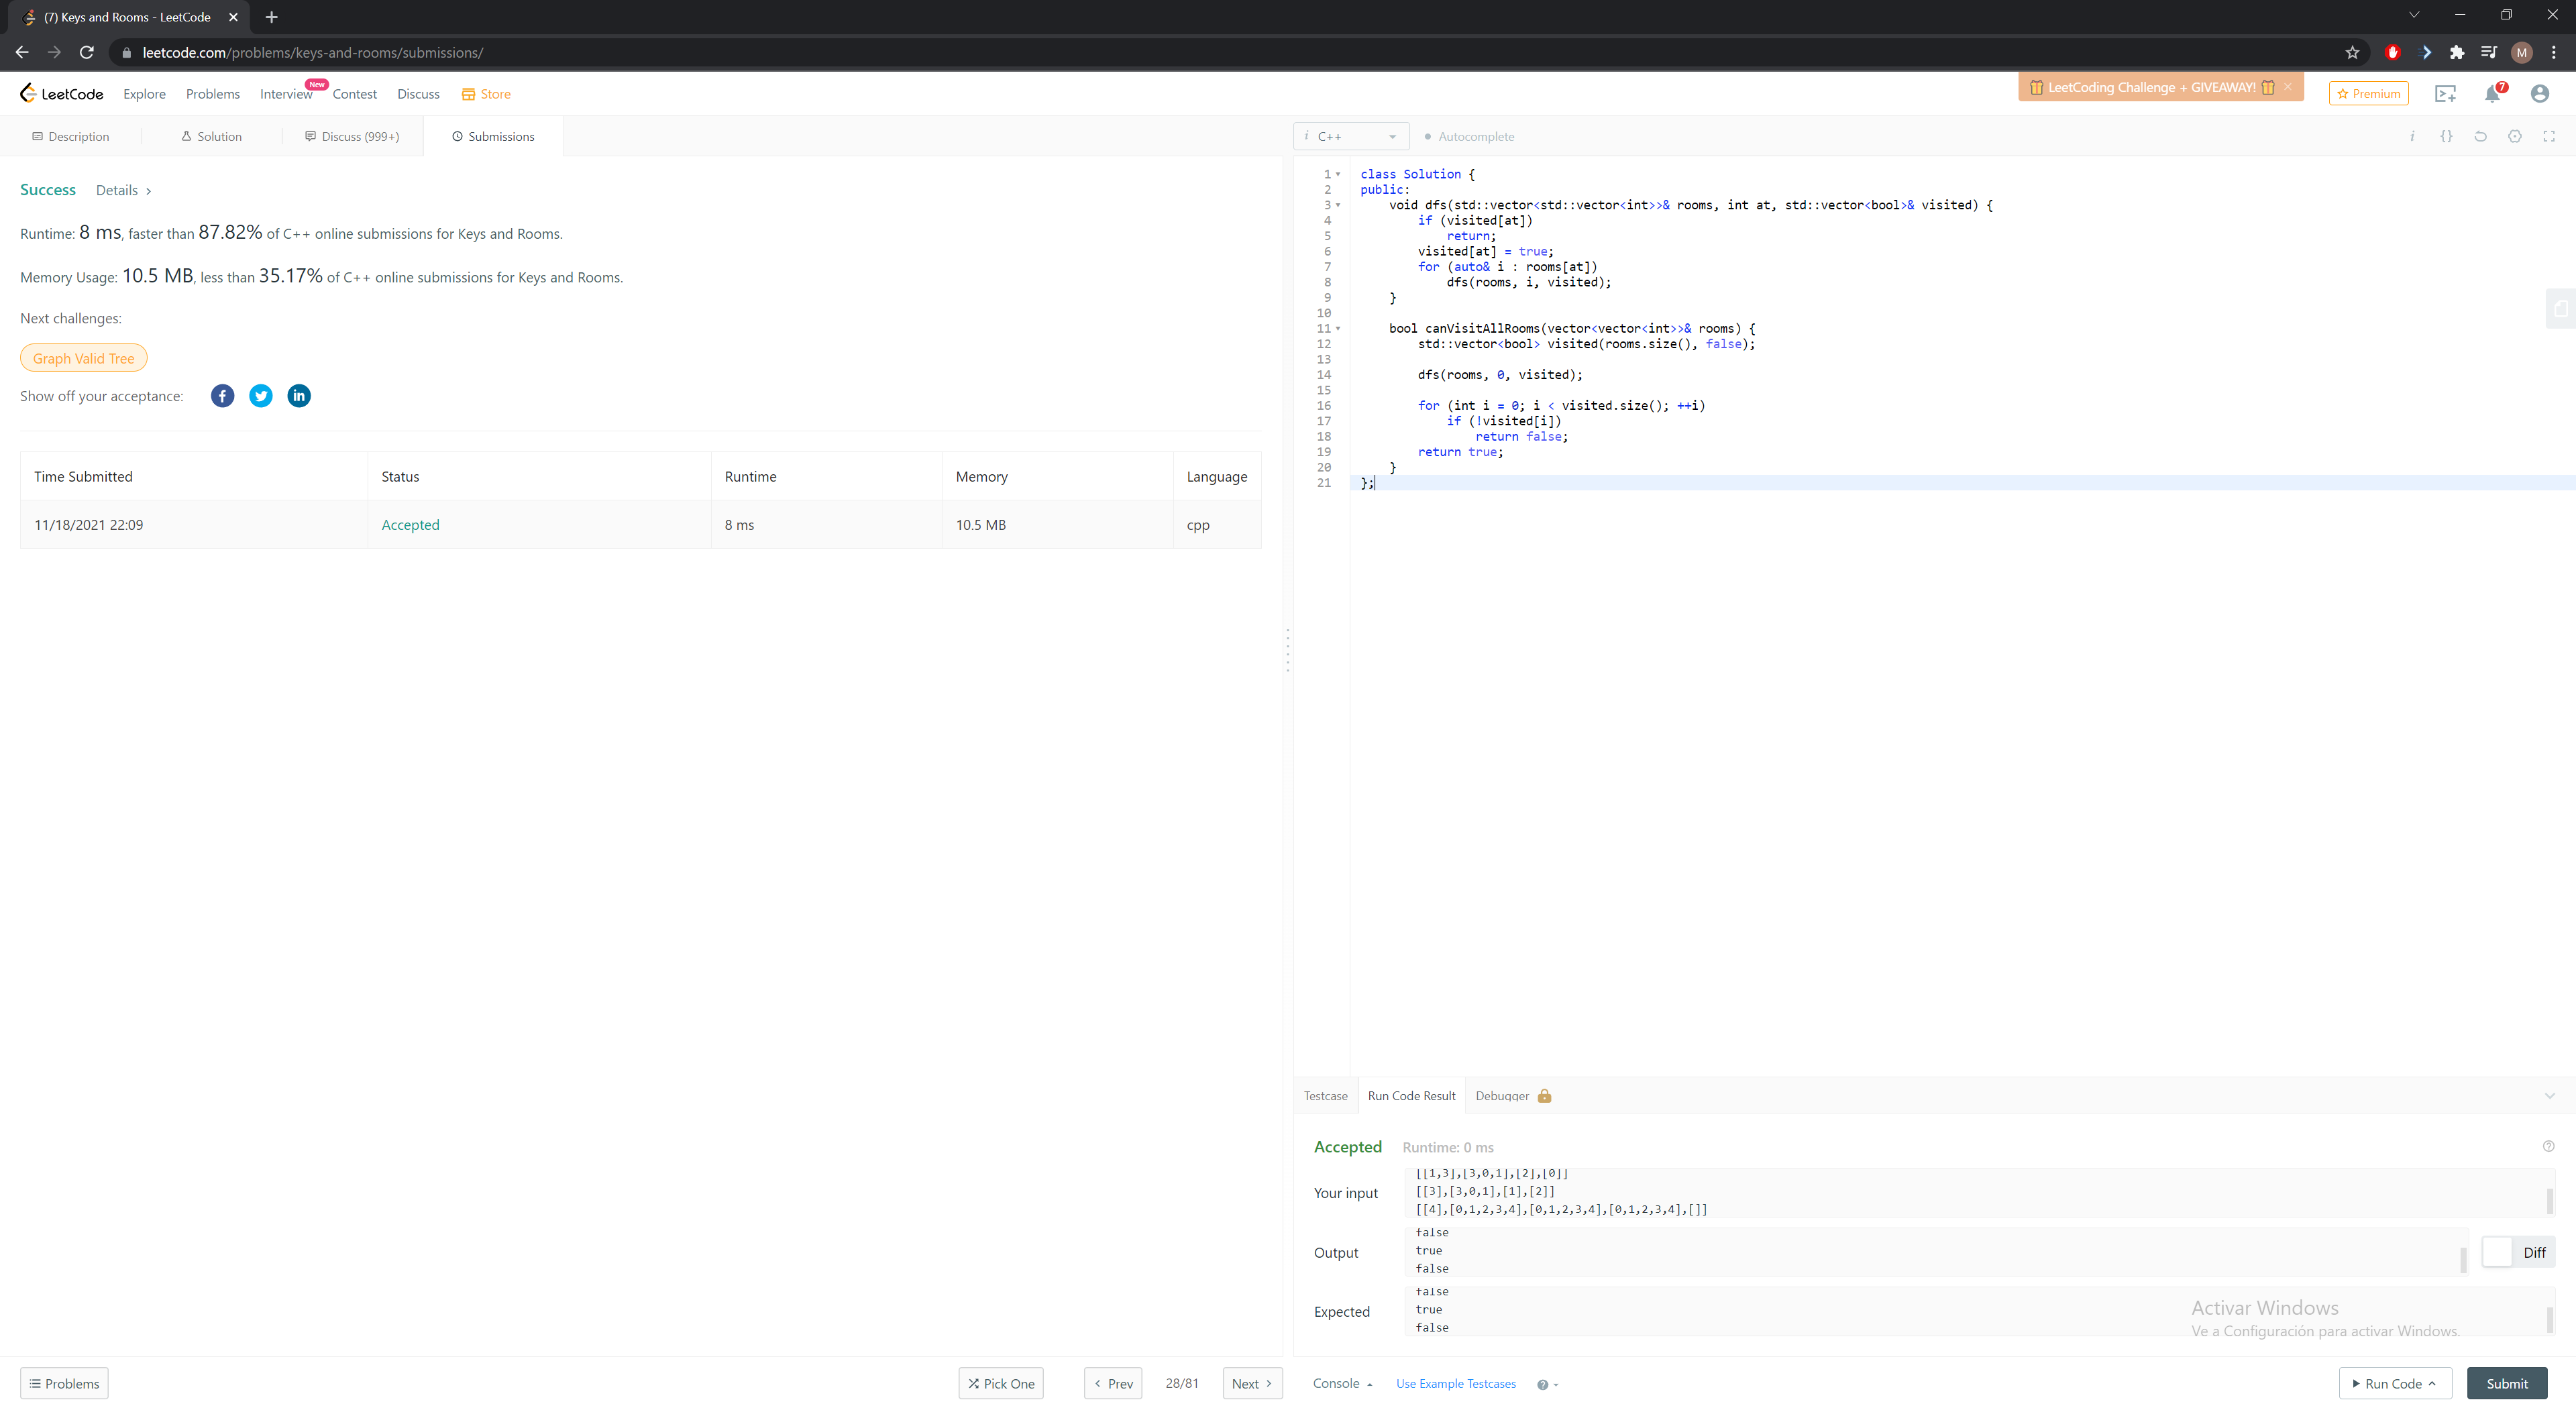 (7) Keys and Rooms - LeetCode
leetcode.com/problems/keys-and-rooms/submissions/
M
LeetCode Explore Problems Interview New Contest Discuss Store
LeetCoding Challenge + GIVEAWAY! ×
Premium
7
Description Solution Discuss (999+) Submissions
i C++ Autocomplete
i {}
Success Details >
Runtime: 8 ms, faster than 87.82% of C++ online submissions for Keys and Rooms.
Memory Usage: 10.5 MB, less than 35.17% of C++ online submissions for Keys and Rooms.
Next challenges:
Graph Valid Tree
Show off your acceptance: f in
Time Submitted Status Runtime Memory Language
11/18/2021 22:09 Accepted 8 ms 10.5 MB cpp
1 class Solution {
2 public:
3     void dfs(std::vector<std::vector<int>>& rooms, int at, std::vector<bool>& visited) {
4         if (visited[at])
5             return;
6         visited[at] = true;
7         for (auto& i : rooms[at])
8             dfs(rooms, i, visited);
9     }
10
11     bool canVisitAllRooms(vector<vector<int>>& rooms) {
12         std::vector<bool> visited(rooms.size(), false);
13
14         dfs(rooms, 0, visited);
15
16         for (int i = 0; i < visited.size(); ++i)
17             if (!visited[i])
18                 return false;
19         return true;
20     }
21 };
Testcase Run Code Result Debugger
Accepted Runtime: 0 ms
Your input
[[1,3],[3,0,1],[2],[0]]
[[3],[3,0,1],[1],[2]]
[[4],[0,1,2,3,4],[0,1,2,3,4],[0,1,2,3,4],[]]
Output
false
true
false
Diff
Expected
false
true
false
Activar Windows
Ve a Configuración para activar Windows.
Problems Pick One < Prev 28/81 Next > Console Use Example Testcases ? Run Code Submit